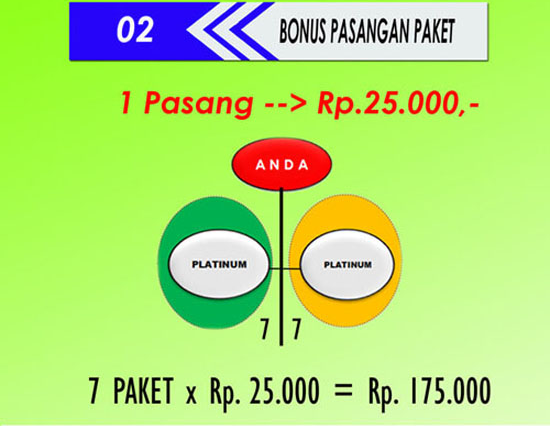 02 BONUS PASANGAN PAKET
1 Pasang --> Rp.25.000,-
ANDA
PLATINUM PLATINUM
7 7
7 PAKET x Rp. 25.000 = Rp. 175.000